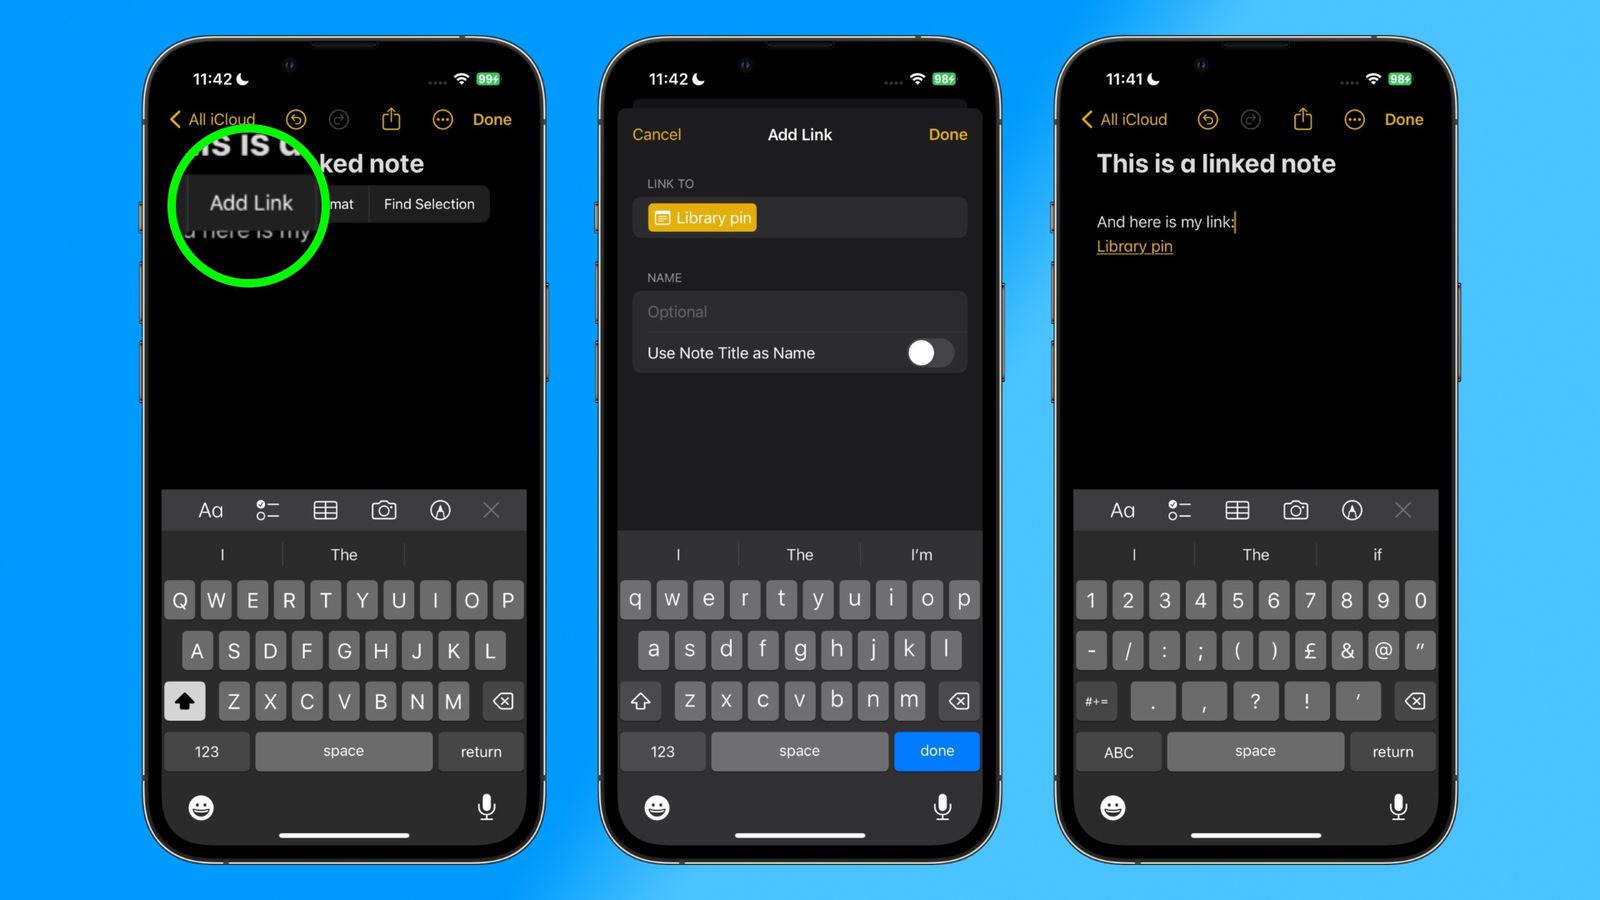 11:42
99
All iCloud
Done
is is a
ked note
Add Link
mat
Find Selection
d here is my
Aa
I
The
Q W E R T Y U I O P
A S D F G H J K L
Z X C V B N M
123
space
return
11:42
98
Cancel
Add Link
Done
LINK TO
Library pin
NAME
Optional
Use Note Title as Name
I
The
I'm
q w e r t y u i o p
a s d f g h j k l
z x c v b n m
123
space
done
11:41
98
All iCloud
Done
This is a linked note
And here is my link:
Library pin
Aa
I
The
if
1 2 3 4 5 6 7 8 9 0
- / : ; ( ) £ & @ "
#+= . , ? ! '
ABC
space
return